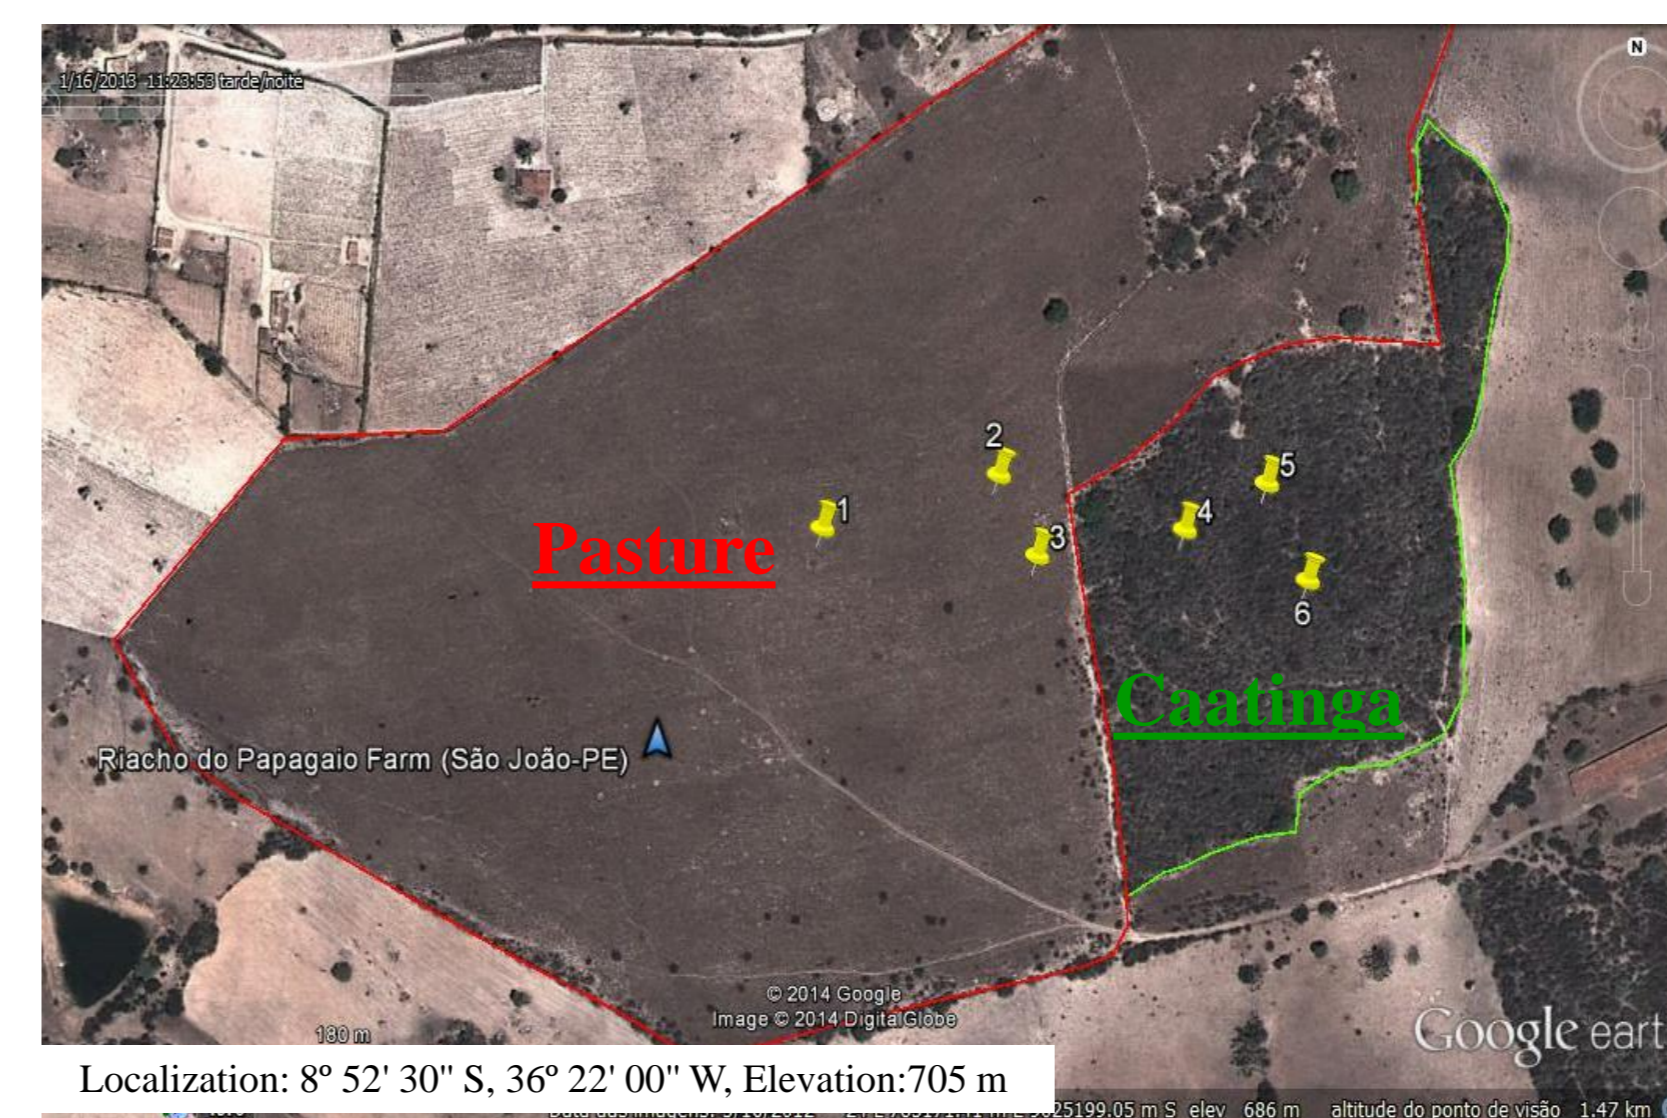 N
1/16/2013 11:23:53 tarde/noite
2
5
1
4
3
Pasture
6
Caatinga
Riacho do Papagaio Farm (São João-PE)
© 2014 Google
Image © 2014 DigitalGlobe
180 m
Google eart
Localization: 8º 52' 30" S, 36º 22' 00" W, Elevation:705 m
25199.05 m S elev 686 m altitude do ponto de visão 1.47 km